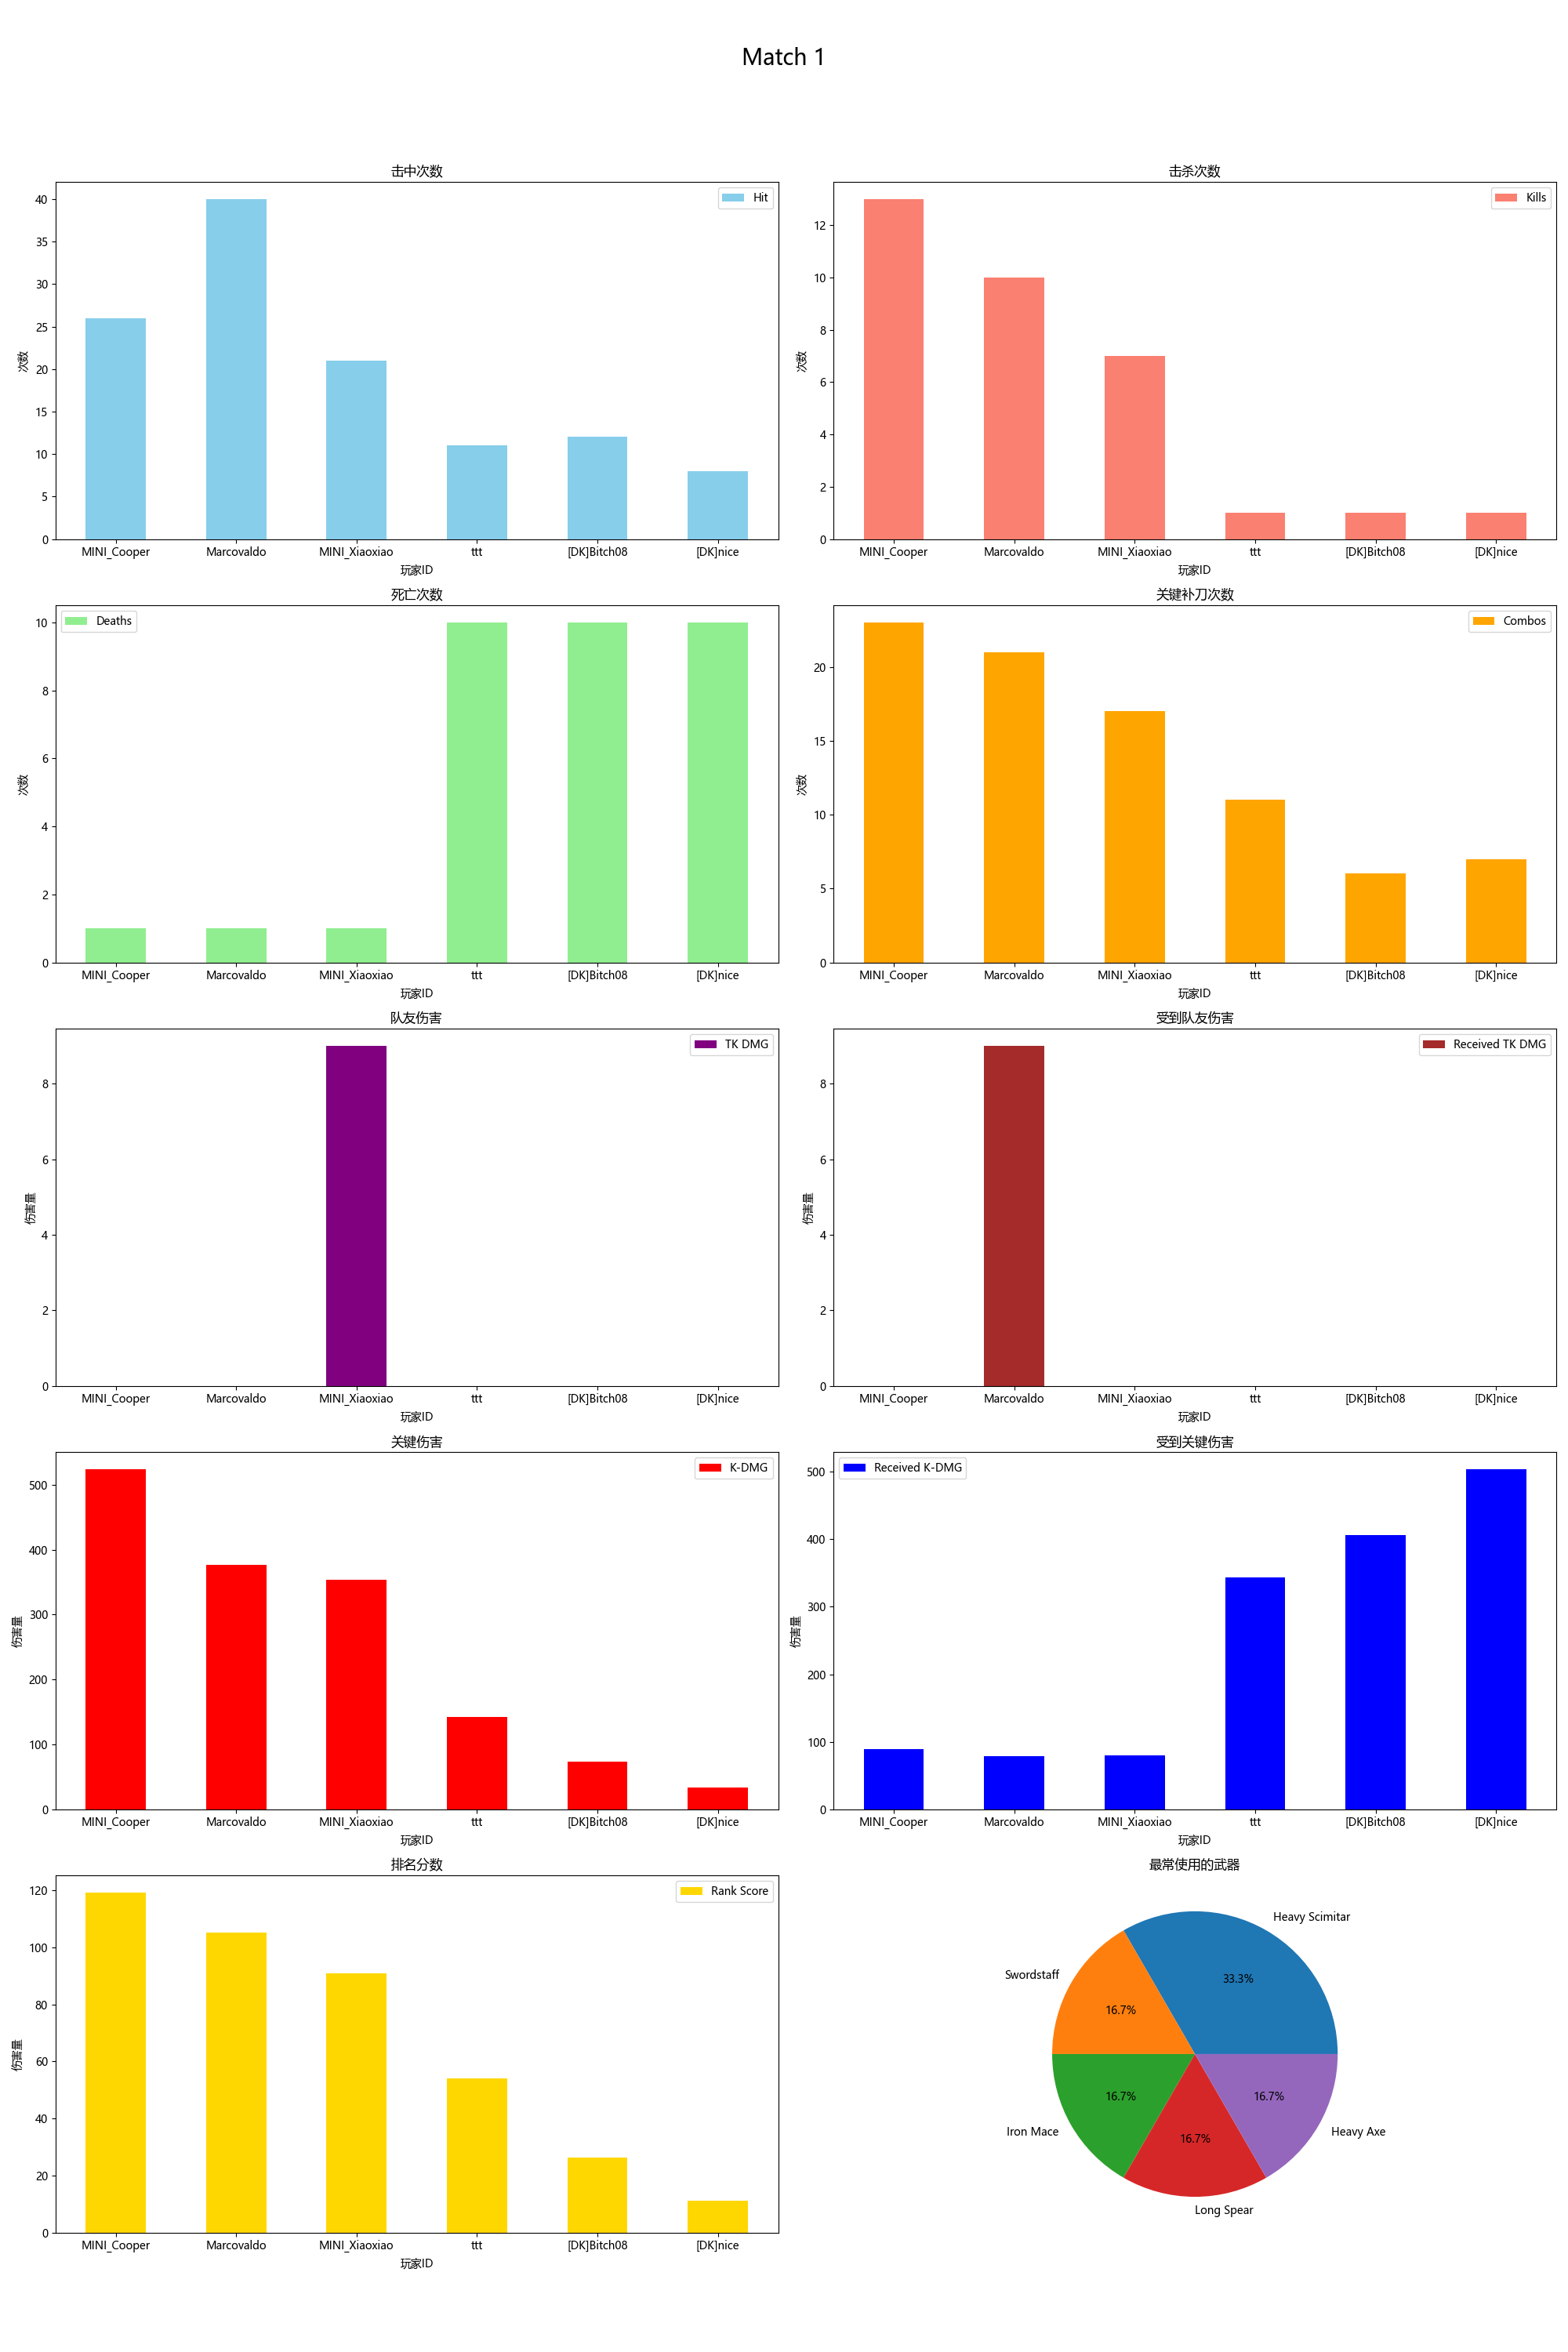 Match 1
击中次数
Hit
40
35
30
25
20
15
10
5
0
次数
MINI_Cooper Marcovaldo MINI_Xiaoxiao ttt [DK]Bitch08 [DK]nice
玩家ID
击杀次数
Kills
12
10
8
6
4
2
0
次数
MINI_Cooper Marcovaldo MINI_Xiaoxiao ttt [DK]Bitch08 [DK]nice
玩家ID
死亡次数
Deaths
10
8
6
4
2
0
次数
MINI_Cooper Marcovaldo MINI_Xiaoxiao ttt [DK]Bitch08 [DK]nice
玩家ID
关键补刀次数
Combos
20
15
10
5
0
次数
MINI_Cooper Marcovaldo MINI_Xiaoxiao ttt [DK]Bitch08 [DK]nice
玩家ID
队友伤害
TK DMG
8
6
4
2
0
伤害量
MINI_Cooper Marcovaldo MINI_Xiaoxiao ttt [DK]Bitch08 [DK]nice
玩家ID
受到队友伤害
Received TK DMG
8
6
4
2
0
伤害量
MINI_Cooper Marcovaldo MINI_Xiaoxiao ttt [DK]Bitch08 [DK]nice
玩家ID
关键伤害
K-DMG
500
400
300
200
100
0
伤害量
MINI_Cooper Marcovaldo MINI_Xiaoxiao ttt [DK]Bitch08 [DK]nice
玩家ID
受到关键伤害
Received K-DMG
500
400
300
200
100
0
伤害量
MINI_Cooper Marcovaldo MINI_Xiaoxiao ttt [DK]Bitch08 [DK]nice
玩家ID
排名分数
Rank Score
120
100
80
60
40
20
0
伤害量
MINI_Cooper Marcovaldo MINI_Xiaoxiao ttt [DK]Bitch08 [DK]nice
玩家ID
最常使用的武器
Heavy Scimitar
33.3%
Swordstaff
16.7%
Iron Mace
16.7%
Long Spear
16.7%
Heavy Axe
16.7%